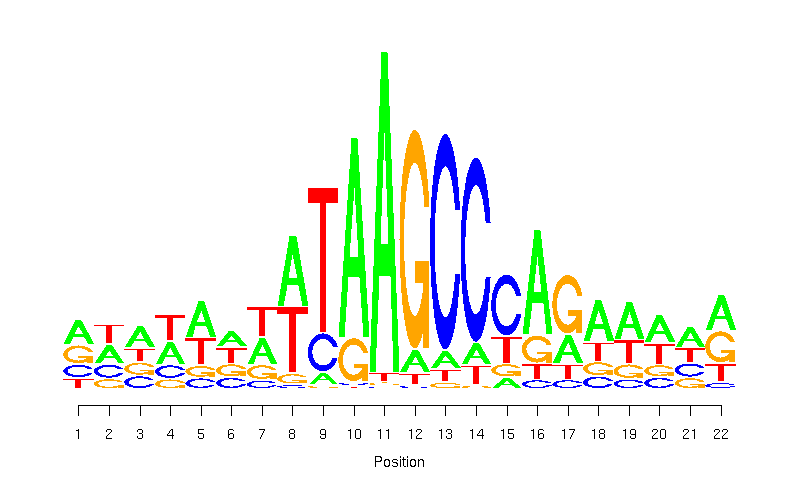 A T A T A A T A T A A G C C C A G A A A A A
G A T A T T A T C G T A A A T G A T T T T G
C C G G G G G G A T T T G T T G G G C T
T G C C C C C A C C C C C G C
1 2 3 4 5 6 7 8 9 10 11 12 13 14 15 16 17 18 19 20 21 22
Position